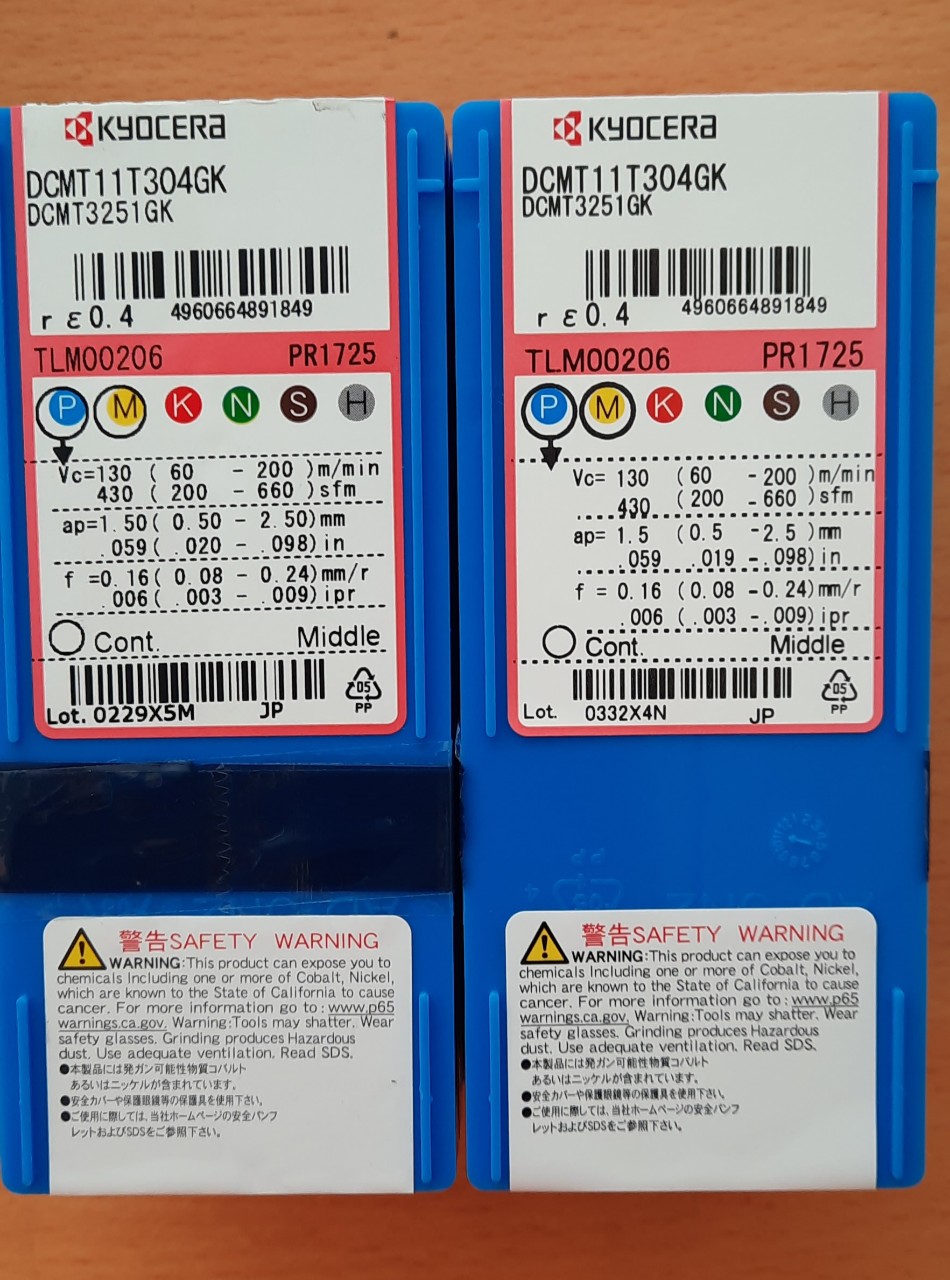 KYOCERA
DCMT11T304GK
DCMT3251GK
rε0.4 4960664891849
TLM00206 PR1725
P M K N S H
Vc=130 ( 60 - 200 )m/min
430 ( 200 - 660 )sfm
ap=1.50( 0.50 - 2.50)mm
.059( .020 - .098)in
f =0.16( 0.08 - 0.24)mm/r
.006( .003 - .009)ipr
Cont. Middle
Lot. 0229X5M JP
05
PP
警告SAFETY WARNING
WARNING:This product can expose you to
chemicals Including one or more of Cobalt, Nickel,
which are known to the State of California to cause
cancer. For more information go to : www.p65
warnings.ca.gov. Warning:Tools may shatter. Wear
safety glasses. Grinding produces Hazardous
dust. Use adequate ventilation. Read SDS.
●本製品には発ガン可能性物質コバルト
あるいはニッケルが含まれています。
●安全カバーや保護眼鏡等の保護具を使用下さい。
●ご使用に際しては、当社ホームページの安全パンフ
レットおよびSDSをご参照下さい。
KYOCERA
DCMT11T304GK
DCMT3251GK
rε0.4 4960664891849
TLM00206 PR1725
P M K N S H
Vc= 130 (60 -200 )m/min
430 (200 -660 )sfm
ap= 1.5 (0.5 -2.5 )mm
.059 .019 -.098)in
f = 0.16 (0.08 -0.24)mm/r
.006 (.003 -.009)ipr
Cont. Middle
Lot. 0332X4N JP
05
PP
警告SAFETY WARNING
WARNING:This product can expose you to
chemicals Including one or more of Cobalt, Nickel,
which are known to the State of California to cause
cancer. For more information go to : www.p65
warnings.ca.gov. Warning:Tools may shatter. Wear
safety glasses. Grinding produces Hazardous
dust. Use adequate ventilation. Read SDS.
●本製品には発ガン可能性物質コバルト
あるいはニッケルが含まれています。
●安全カバーや保護眼鏡等の保護具を使用下さい。
●ご使用に際しては、当社ホームページの安全パンフ
レットおよびSDSをご参照下さい。